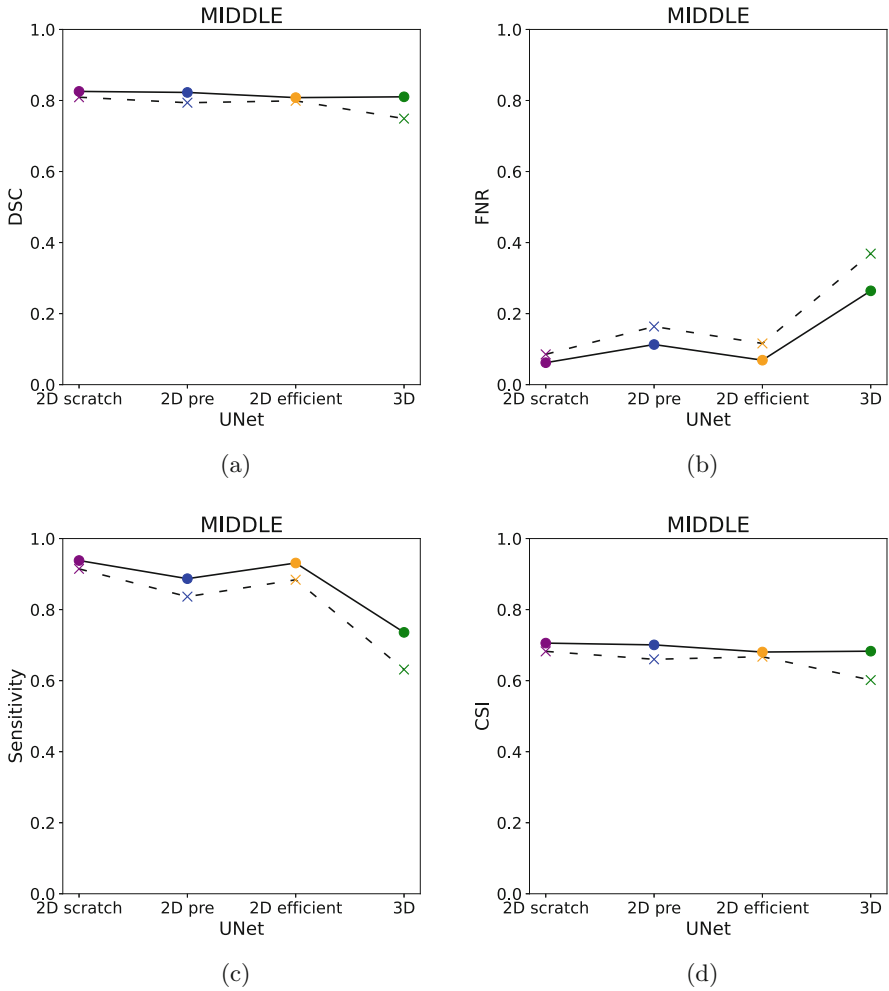 MIDDLE
1.0
0.8
0.6
0.4
0.2
0.0
DSC
2D scratch 2D pre 2D efficient 3D
UNet
(a)
MIDDLE
1.0
0.8
0.6
0.4
0.2
0.0
FNR
2D scratch 2D pre 2D efficient 3D
UNet
(b)
MIDDLE
1.0
0.8
0.6
0.4
0.2
0.0
Sensitivity
2D scratch 2D pre 2D efficient 3D
UNet
(c)
MIDDLE
1.0
0.8
0.6
0.4
0.2
0.0
CSI
2D scratch 2D pre 2D efficient 3D
UNet
(d)